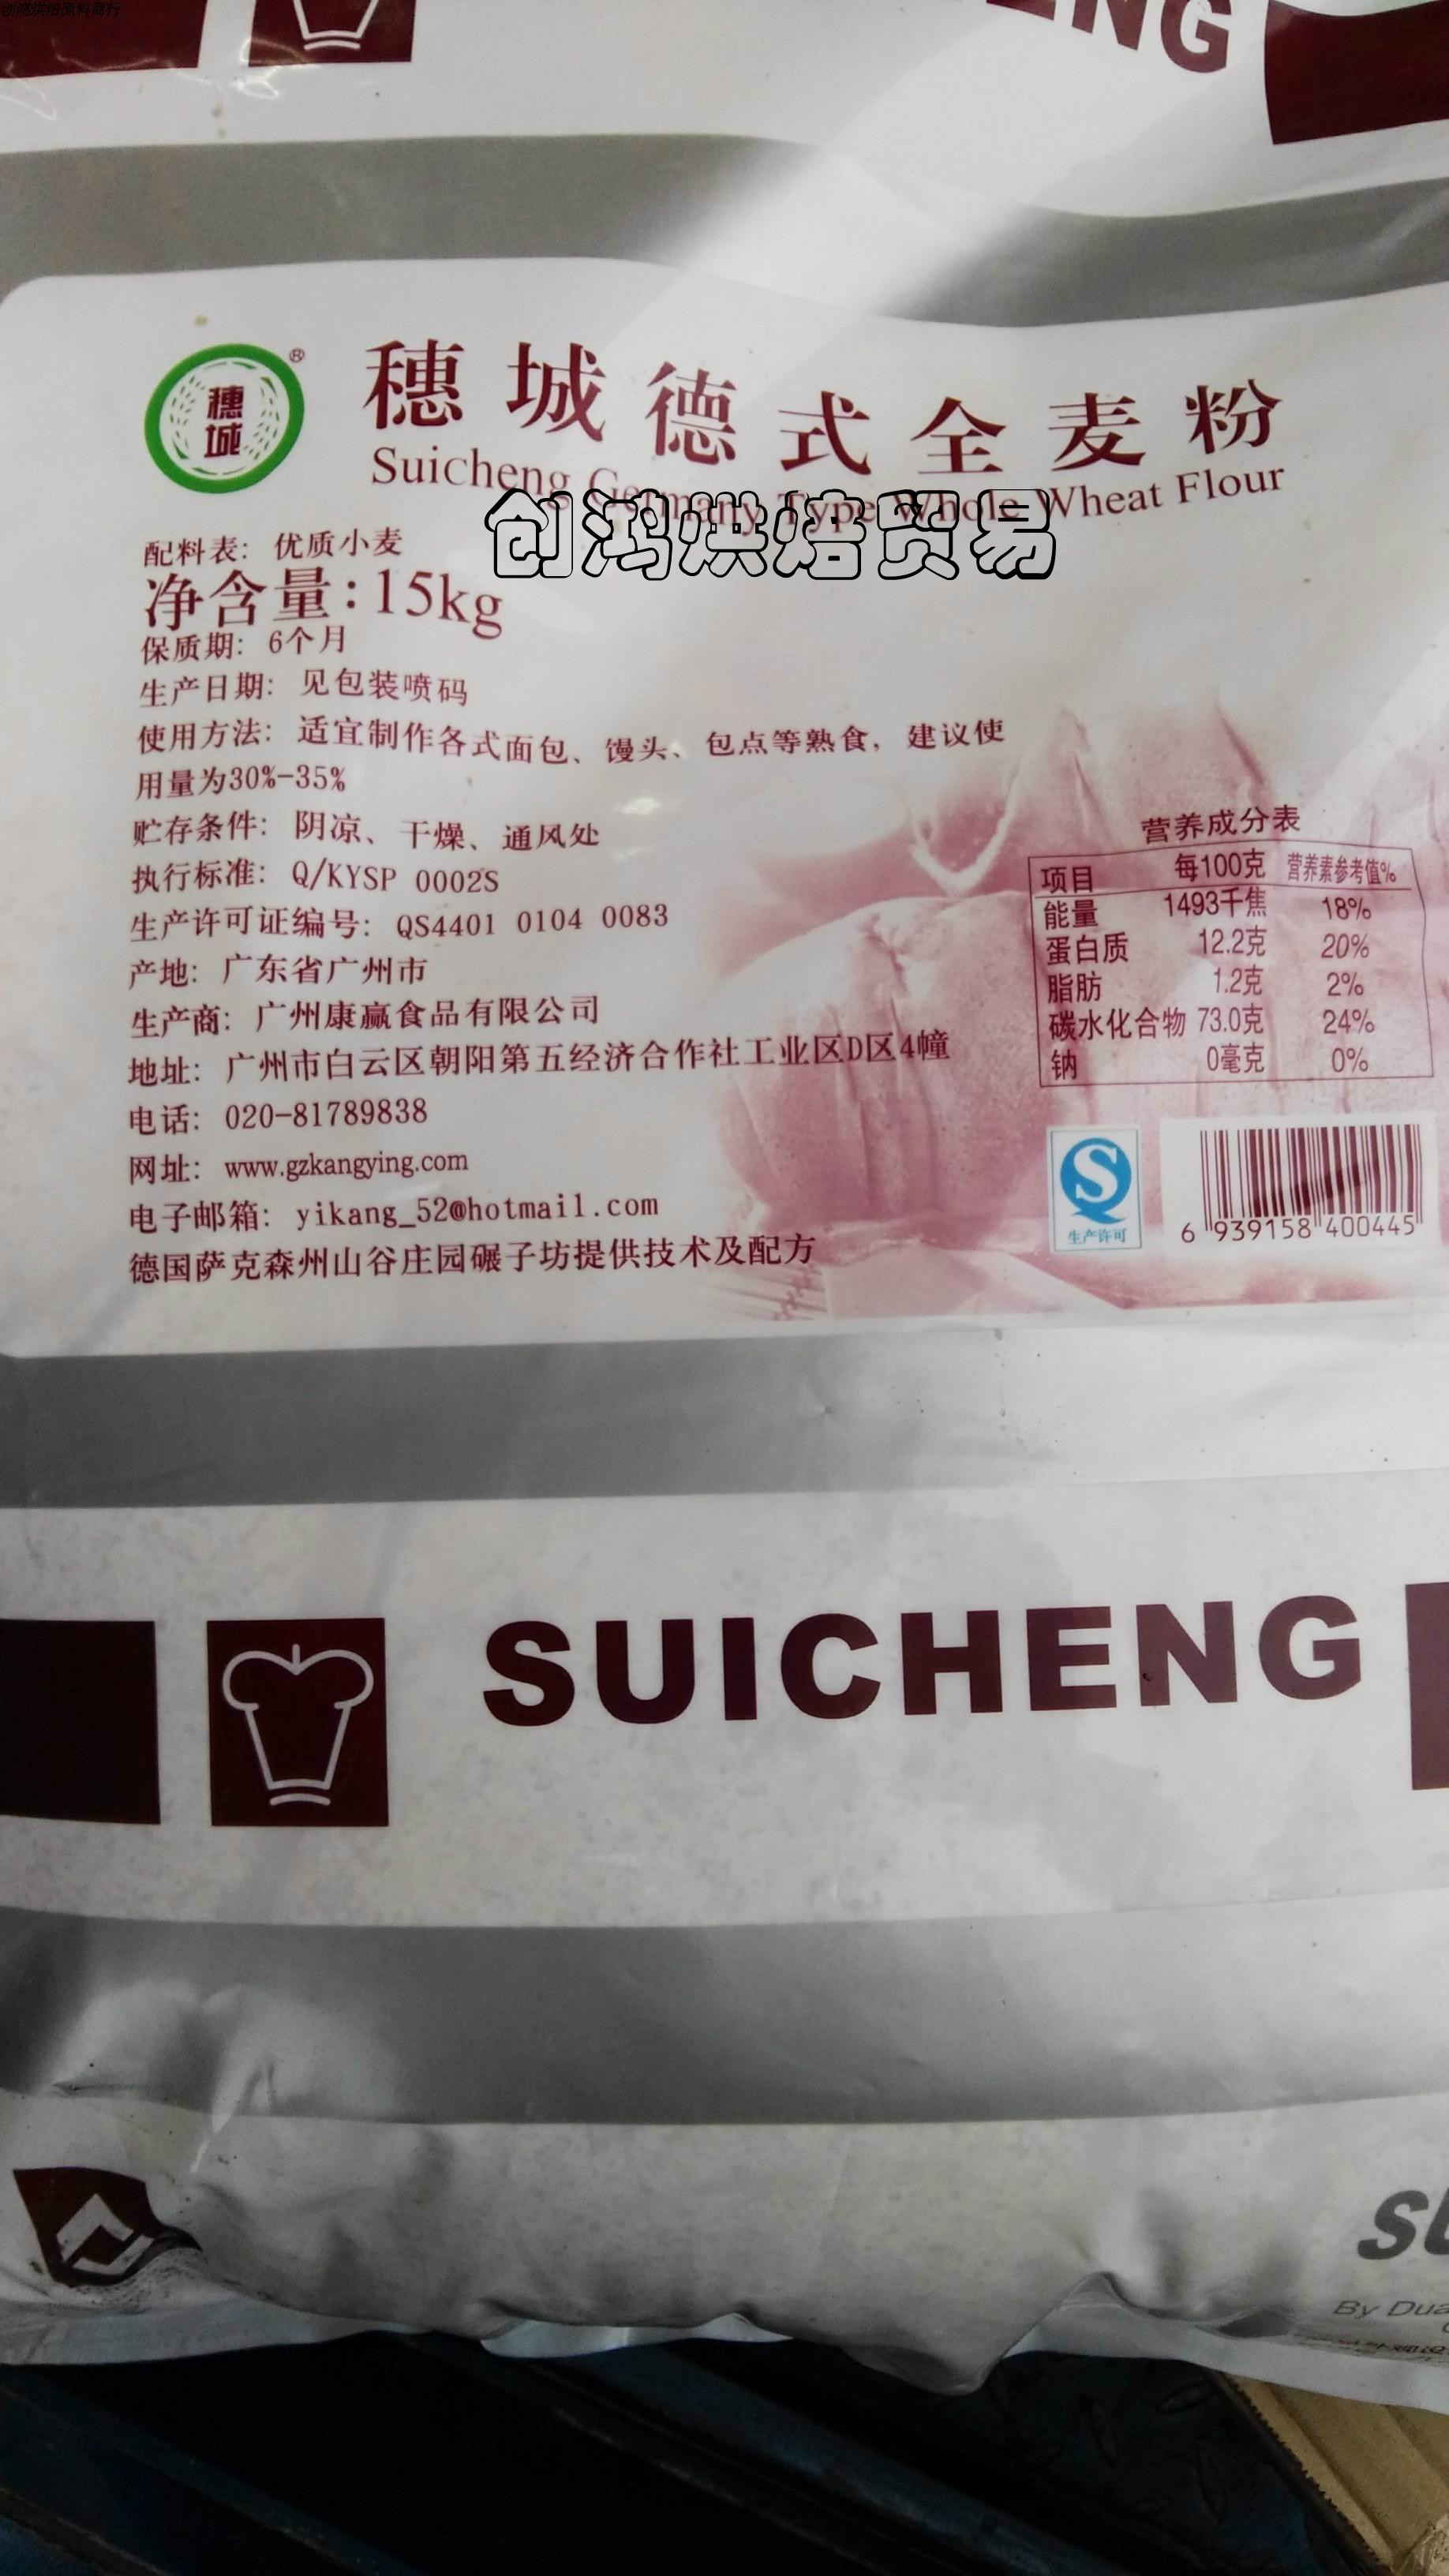 创鸿烘焙原料商行
NG
穗城
®
穗城德式全麦粉
Suicheng Germany Type Whole Wheat Flour
创鸿烘焙贸易
配料表：优质小麦
净含量：15kg
保质期：6个月
生产日期：见包装喷码
使用方法：适宜制作各式面包、馒头、包点等熟食，建议使
用量为30%-35%
贮存条件：阴凉、干燥、通风处
执行标准：Q/KYSP 0002S
生产许可证编号：QS4401 0104 0083
产地：广东省广州市
生产商：广州康赢食品有限公司
地址：广州市白云区朝阳第五经济合作社工业区D区4幢
电话：020-81789838
网址：www.gzkangying.com
电子邮箱：yikang_52@hotmail.com
德国萨克森州山谷庄园碾子坊提供技术及配方
营养成分表
项目 每100克 营养素参考值%
能量 1493千焦 18%
蛋白质 12.2克 20%
脂肪 1.2克 2%
碳水化合物 73.0克 24%
钠 0毫克 0%
生产许可
6 939158 400445
SUICHENG
By Dua